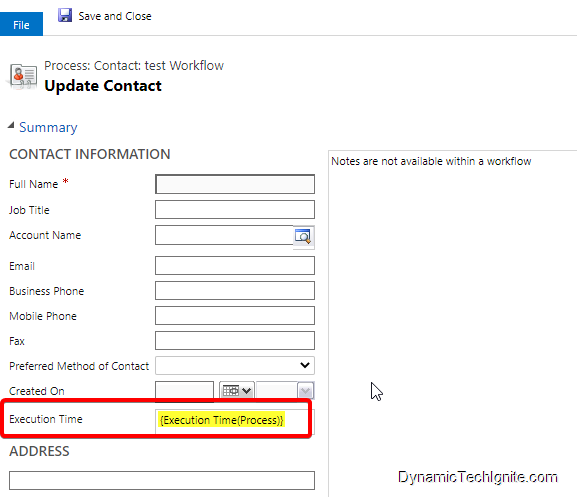 File
Save and Close
Process: Contact: test Workflow
Update Contact
Summary
CONTACT INFORMATION
Notes are not available within a workflow
Full Name *
Job Title
Account Name
Email
Business Phone
Mobile Phone
Fax
Preferred Method of Contact
Created On
Execution Time {Execution Time(Process)}
ADDRESS
DynamicTechIgnite.com